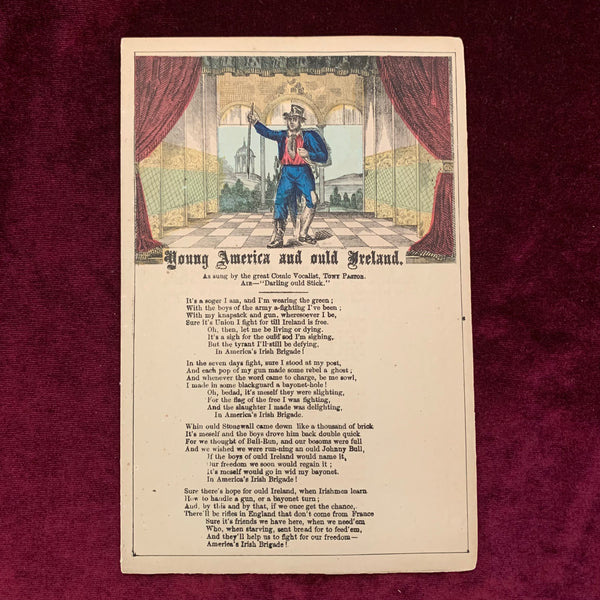 Young America and ould Ireland.
As sung by the great Comic Vocalist, Tony Pastor.
Air—"Darling ould Stick."
It's a soger I am, and I'm wearing the green;
With the boys of the army a-fighting I've been;
With my knapstck and gun, wheresoever I be,
Sure it's Union I fight for till Ireland is free.
Oh, then, let me be living or dying.
It's a sigh for the ould sod I'm sighing,
But the tyrant I'll still be defying,
In America's Irish Brigade!
In the seven days fight, sure I stood at my post,
And each pop of my gun made some rebel a ghost;
And whenever the word came to charge, be me sowl,
I made in some blackguard a bayonet-hole!
Oh, bedad, it's meself they were slighting,
For the flag of the free I was fighting,
And the slaughter I made was delighting,
In America's Irish Brigade.
Whin ould Stonewall came down like a thousand of brick
It's meself and the boys drove him back double quick
For we thought of Bull-Run, and our bosoms were full
And we wished we were run-ning an ould Johnny Bull,
If the boys of ould Ireland would name it,
Our freedom we soon would regain it;
It's meself would go in wid my bayonet.
In America's Irish Brigade!
Sure there's hope for ould Ireland, when Irishmen learn
How to handle a gun, or a bayonet turn;
And, by this and by that, if we once get the chance,
There'll be rifles in England that don't come from France
Sure it's friends we have here, when we need'em
Who, when starving, sent bread for to feed'em,
And they'll help us to fight for our freedom—
America's Irish Brigade!